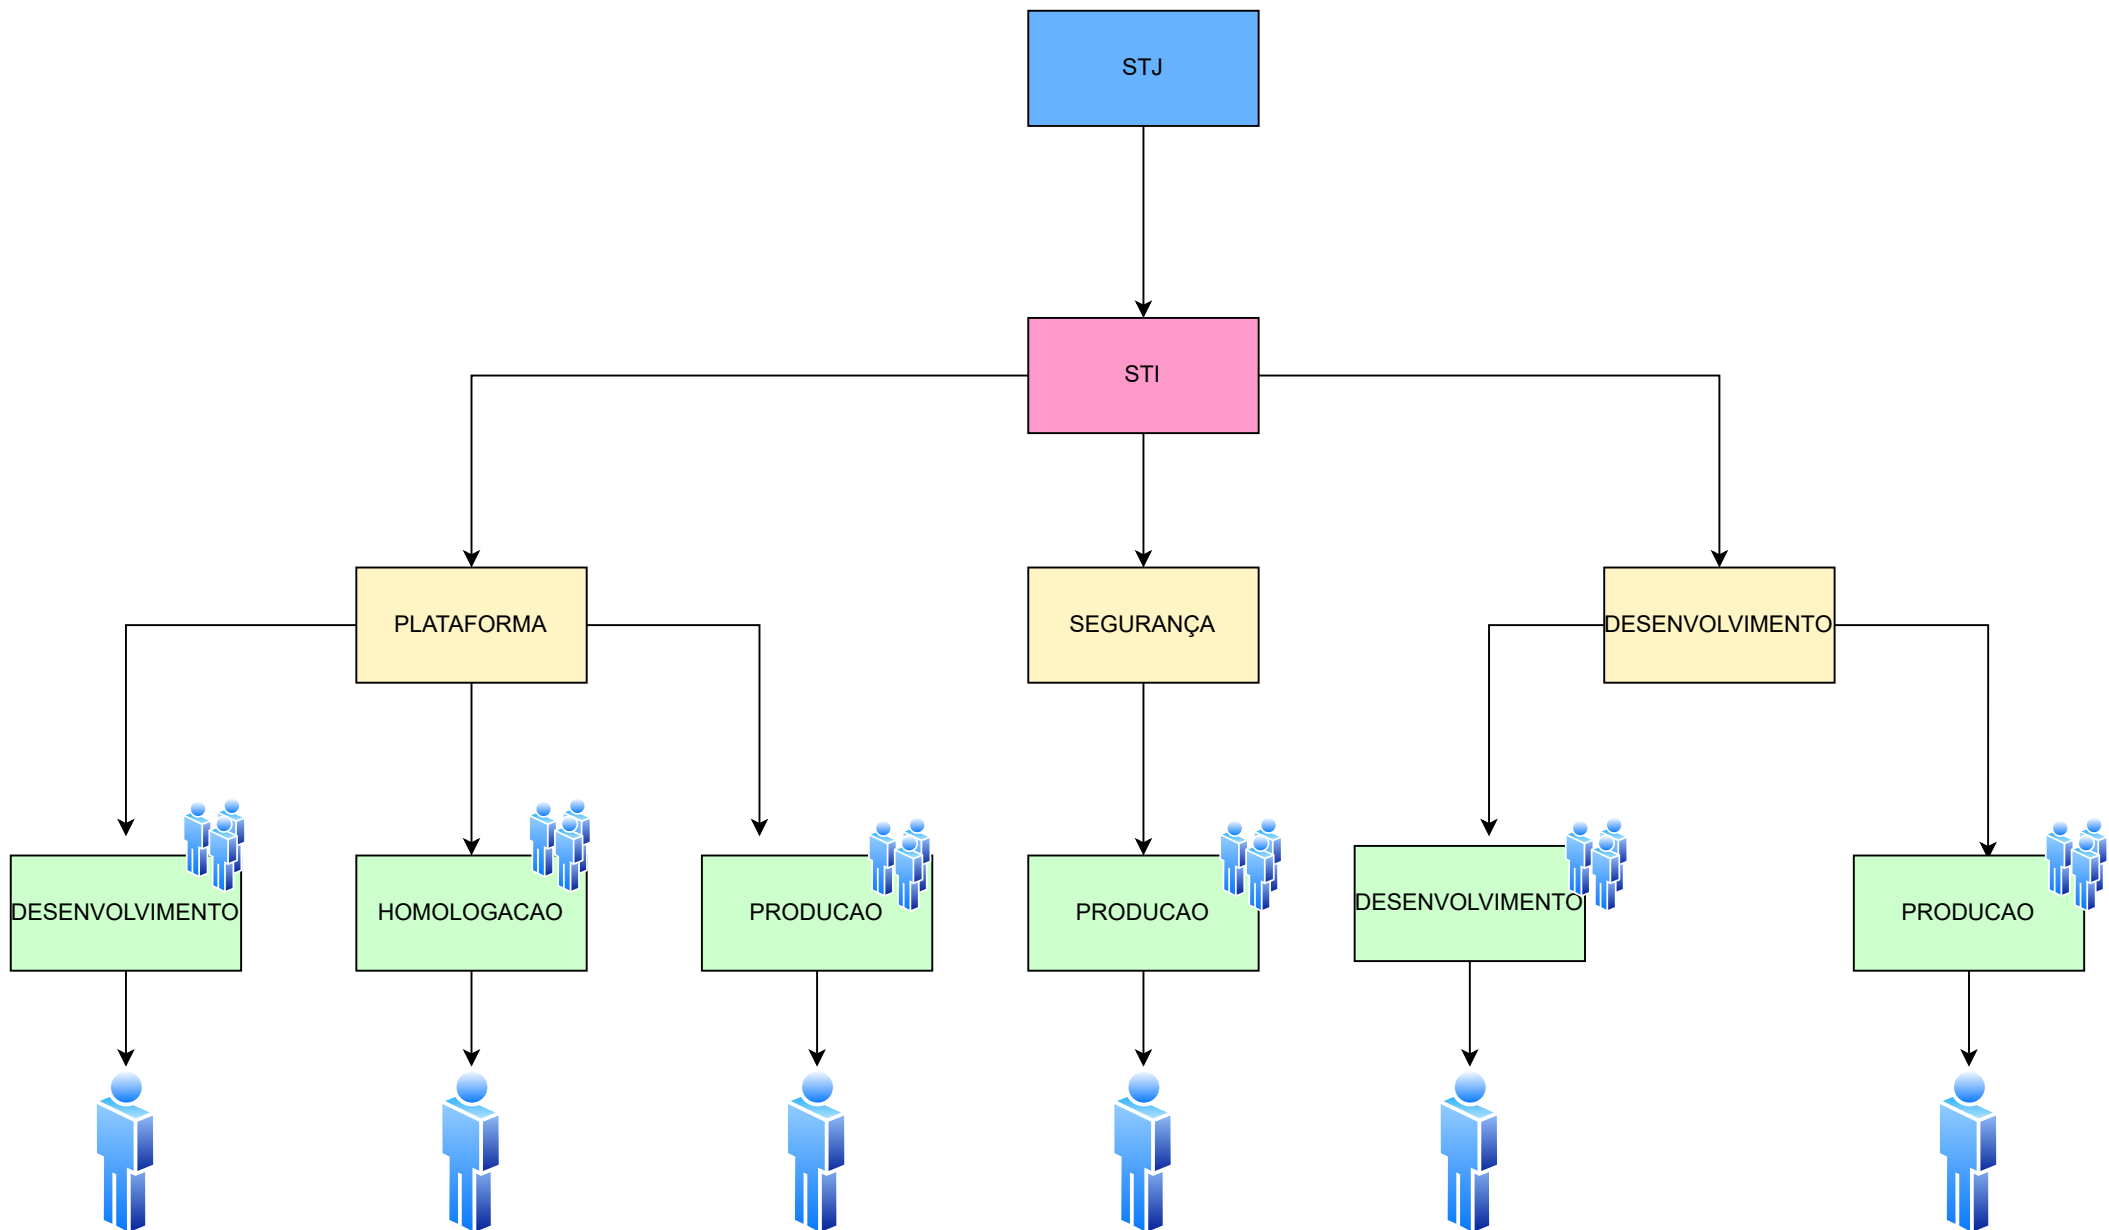 STJ
STI
PLATAFORMA
SEGURANÇA
DESENVOLVIMENTO
DESENVOLVIMENTO
HOMOLOGACAO
PRODUCAO
PRODUCAO
DESENVOLVIMENTO
PRODUCAO